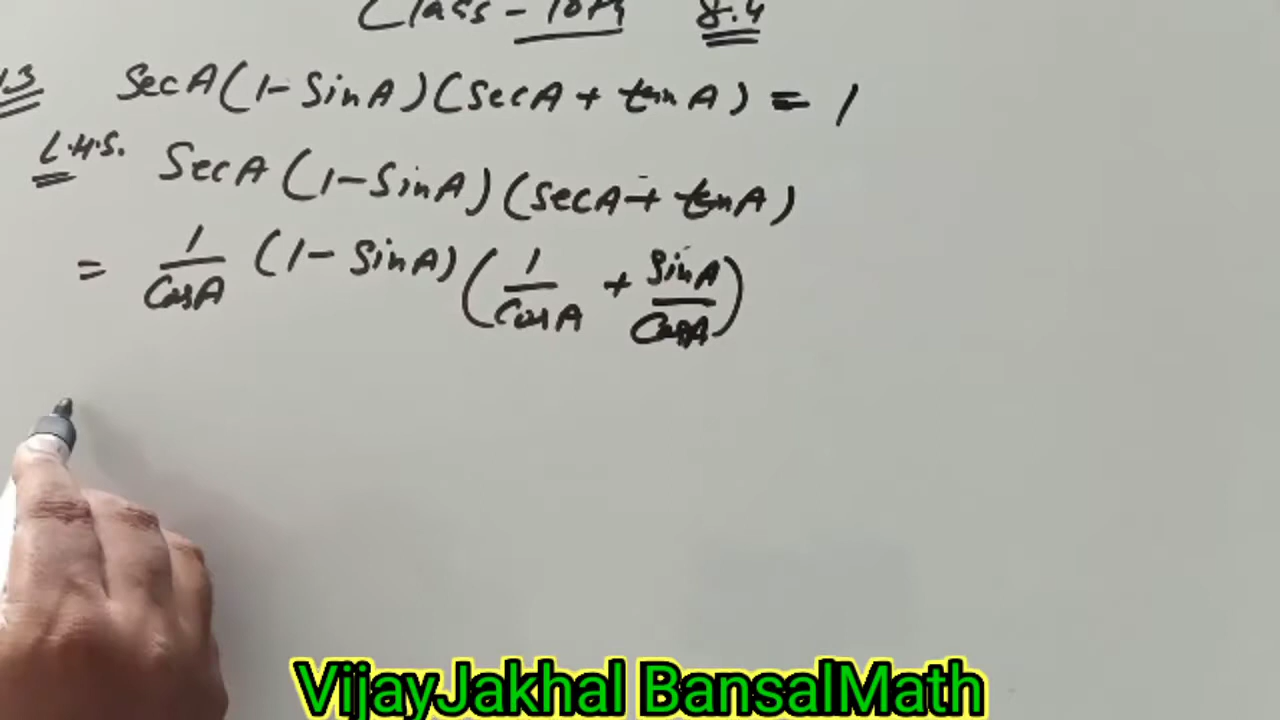 Class - 10th 8.4
SecA(1-SinA)(SecA + tanA) = 1
L.H.S. SecA (1-SinA)(SecA + tanA)
= 1/CosA (1- SinA) (1/CosA + SinA/CosA)
VijayJakhal BansalMath